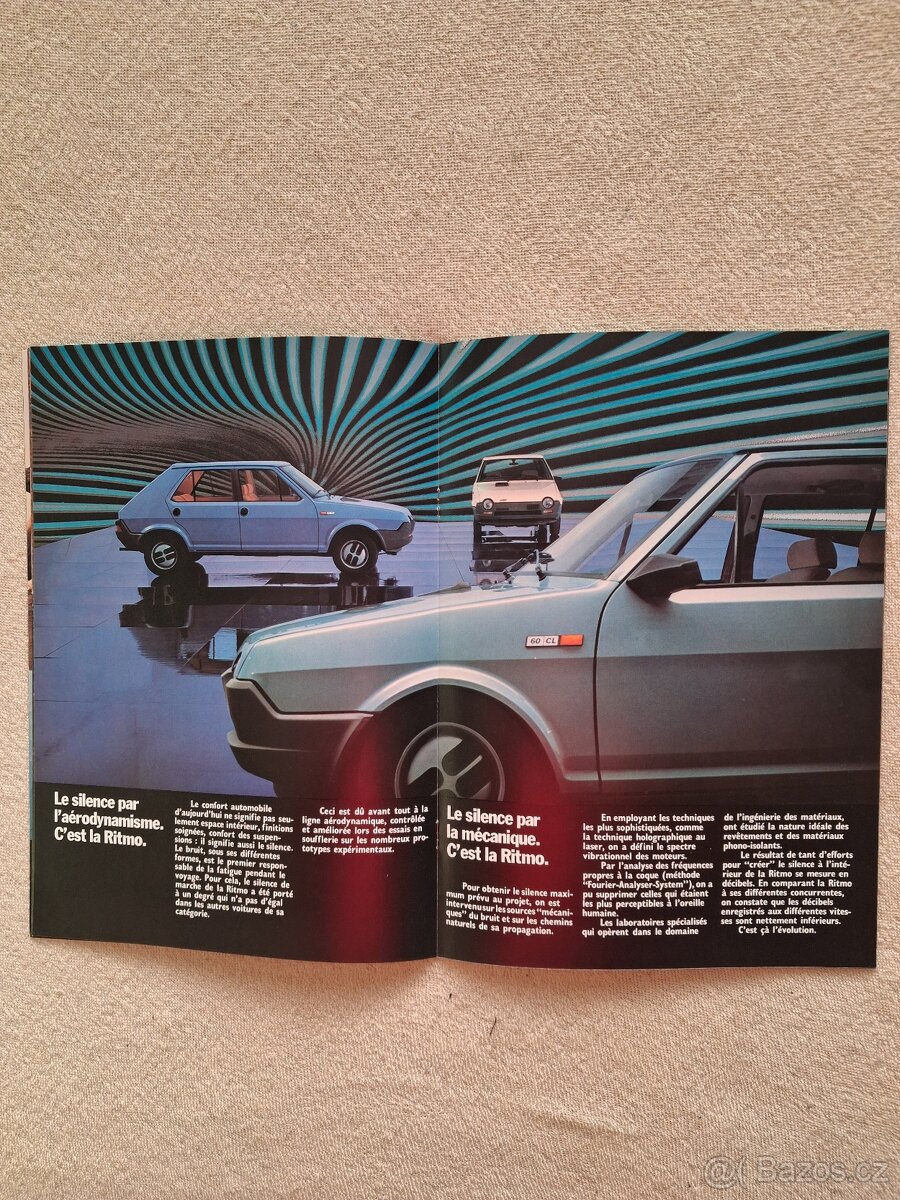 60 CL
Le silence par
l'aérodynamisme.
C'est la Ritmo.
Le confort automobile
d'aujourd'hui ne signifie pas seu-
lement espace intérieur, finitions
soignées, confort des suspen-
sions : il signifie aussi le silence.
Le bruit, sous ses différentes
formes, est le premier respon-
sable de la fatigue pendant le
voyage. Pour cela, le silence de
marche de la Ritmo a été porté
à un degré qui n'a pas d'égal
dans les autres voitures de sa
catégorie.
Ceci est dû avant tout à la
ligne aérodynamique, contrôlée
et améliorée lors des essais en
soufflerie sur les nombreux pro-
totypes expérimentaux.
Le silence par
la mécanique.
C'est la Ritmo.
Pour obtenir le silence maxi-
mum prévu au projet, on est
intervenu sur les sources "mécani-
ques" du bruit et sur les chemins
naturels de sa propagation.
En employant les techniques
les plus sophistiquées, comme
la technique holographique au
laser, on a défini le spectre
vibrationnel des moteurs.
Par l'analyse des fréquences
propres à la coque (méthode
"Fourier-Analyser-System"), on a
pu supprimer celles qui étaient
les plus perceptibles à l'oreille
humaine.
Les laboratoires spécialisés
qui opèrent dans le domaine
de l'ingénierie des matériaux,
ont étudié la nature idéale des
revêtements et des matériaux
phono-isolants.
Le résultat de tant d'efforts
pour "créer" le silence à l'inté-
rieur de la Ritmo se mesure en
décibels. En comparant la Ritmo
à ses différentes concurrentes,
on constate que les décibels
enregistrés aux différentes vites-
ses sont nettement inférieurs.
C'est çà l'évolution.
@( Bazos.cz